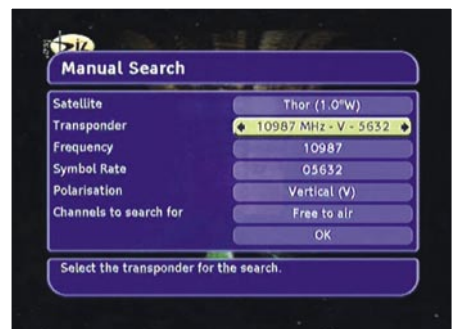 Manual Search
Satellite Thor (1.0°W)
Transponder 10987 MHz - V - 5632
Frequency 10987
Symbol Rate 05632
Polarisation Vertical (V)
Channels to search for Free to air
OK
Select the transponder for the search.